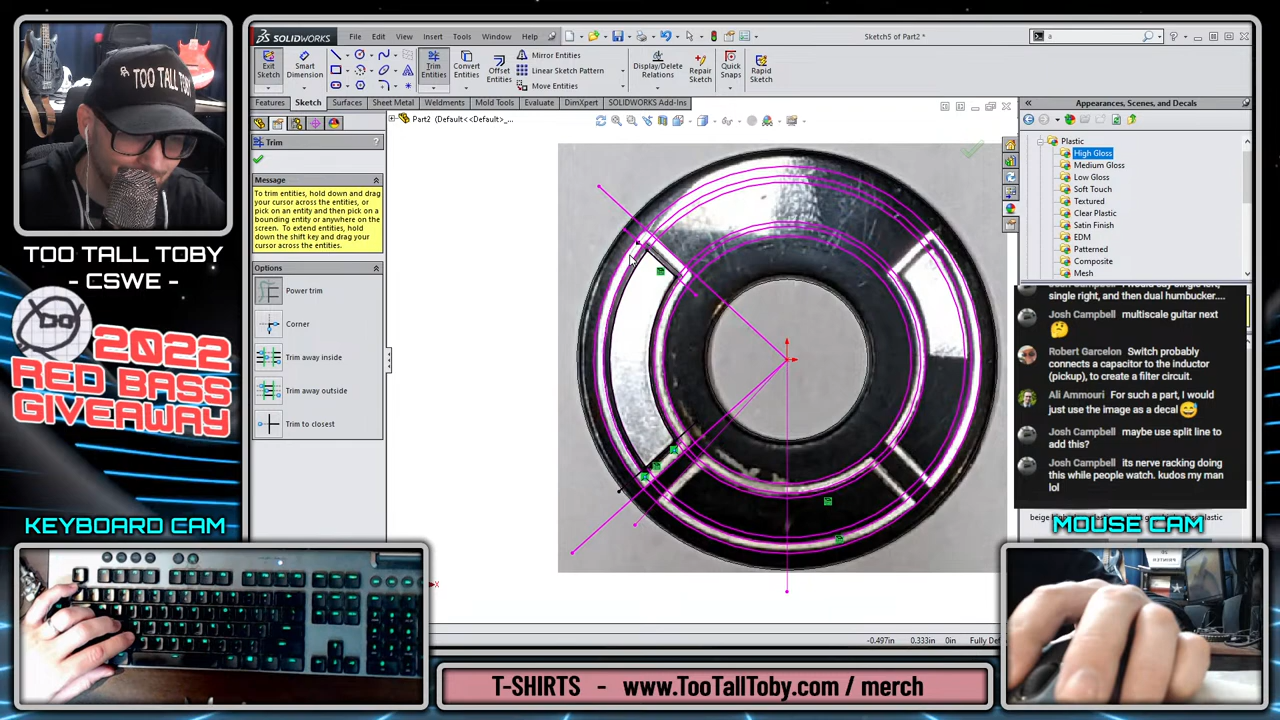 TOO TALL TOBY
TOO TALL TOBY
- CSWE -
2022
RED BASS
GIVEAWAY
KEYBOARD CAM
SOLIDWORKS
File
Edit
View
Insert
Tools
Window
Help
Sketch5 of Part2 *
a
Exit
Sketch
Smart
Dimension
Trim
Entities
Convert
Entities
Offset
Entities
Mirror Entities
Linear Sketch Pattern
Move Entities
Display/Delete
Relations
Repair
Sketch
Quick
Snaps
Rapid
Sketch
Features
Sketch
Surfaces
Sheet Metal
Weldments
Mold Tools
Evaluate
DimXpert
SOLIDWORKS Add-Ins
Part2 (Default<<Default>_...
Trim
Message
To trim entities, hold down and drag
your cursor across the entities, or
pick on an entity and then pick on a
bounding entity or anywhere on the
screen. To extend entities, hold
down the shift key and drag your
cursor across the entities.
Options
Power trim
Corner
Trim away inside
Trim away outside
Trim to closest
X
-0.497in
0.333in
0in
Fully Def
Appearances, Scenes, and Decals
Plastic
High Gloss
Medium Gloss
Low Gloss
Soft Touch
Textured
Clear Plastic
Satin Finish
EDM
Patterned
Composite
Mesh
single right, and then dual humbucker....
Josh Campbell multiscale guitar next
🤔
Robert Garcelon Switch probably
connects a capacitor to the inductor
(pickup), to create a filter circuit.
Ali Ammouri For such a part, I would
just use the image as a decal 😅
Josh Campbell maybe use split line to
add this?
Josh Campbell its nerve racking doing
this while people watch. kudos my man
lol
MOUSE CAM
T-SHIRTS - www.TooTallToby.com / merch